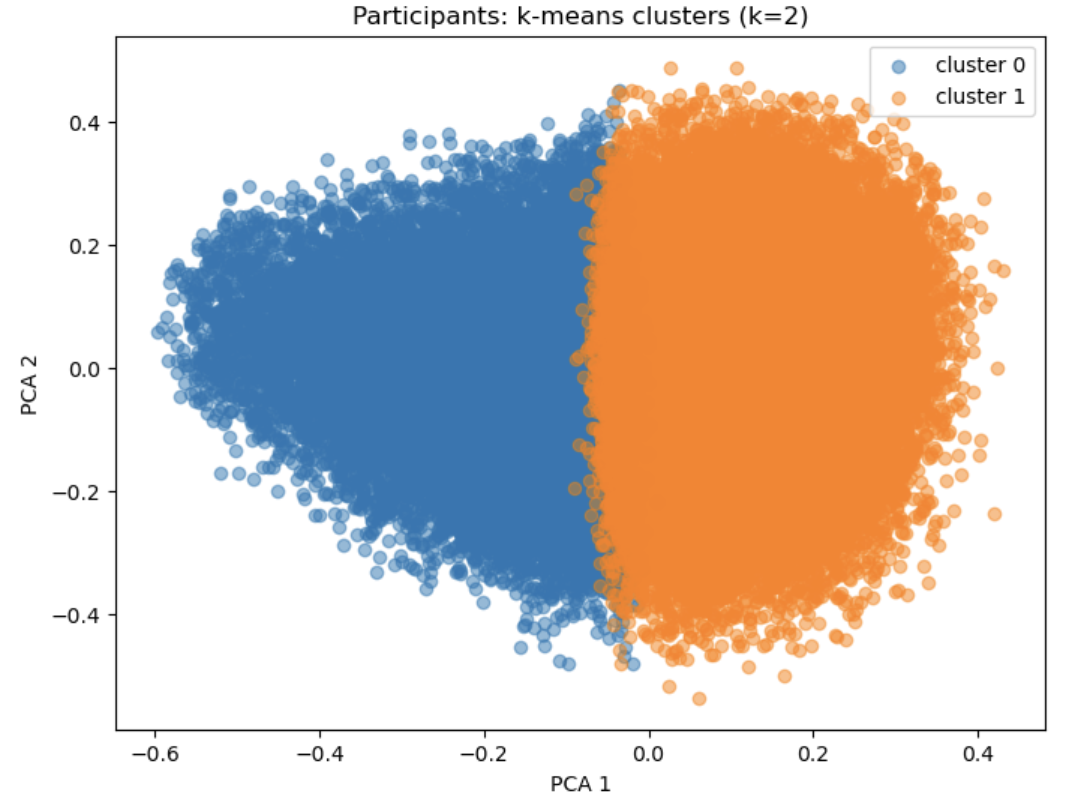 Participants: k-means clusters (k=2)
cluster 0
cluster 1
0.4
0.2
0.0
−0.2
−0.4
PCA 2
−0.6 −0.4 −0.2 0.0 0.2 0.4
PCA 1